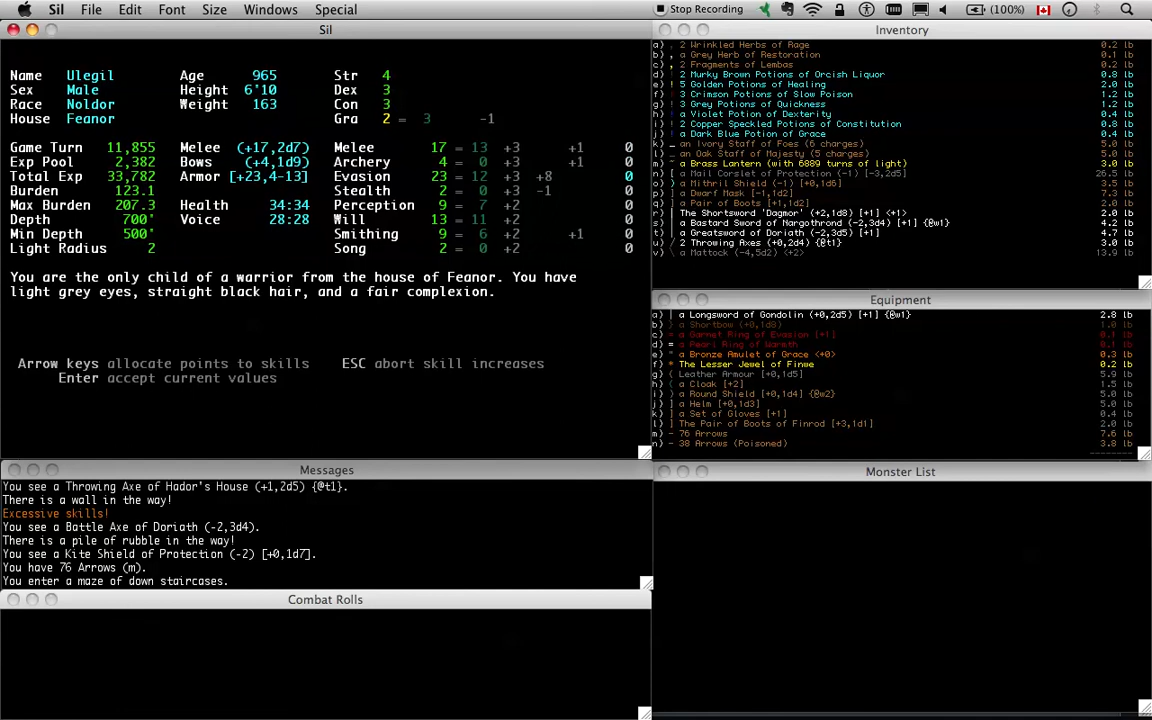 Sil File Edit Font Size Windows Special Stop Recording (100%)
Sil
Name Ulegil Age 965 Str 4
Sex Male Height 6'10 Dex 3
Race Noldor Weight 163 Con 3
House Feanor Gra 2 = 3 -1
Game Turn 11,855 Melee (+17,2d7) Melee 17 = 13 +3 +1 0
Exp Pool 2,382 Bows (+4,1d9) Archery 4 = 0 +3 +1 0
Total Exp 33,782 Armor [+23,4-13] Evasion 23 = 12 +3 +8 0
Burden 123.1 Stealth 2 = 0 +3 -1 0
Max Burden 207.3 Health 34:34 Perception 9 = 7 +2 0
Depth 700' Voice 28:28 Will 13 = 11 +2 0
Min Depth 500' Smithing 9 = 6 +2 +1 0
Light Radius 2 Song 2 = 0 +2 0
You are the only child of a warrior from the house of Feanor. You have
light grey eyes, straight black hair, and a fair complexion.
Arrow keys allocate points to skills ESC abort skill increases
Enter accept current values
Messages
You see a Throwing Axe of Hador's House (+1,2d5) {@t1}.
There is a wall in the way!
Excessive skills!
You see a Battle Axe of Doriath (-2,3d4).
There is a pile of rubble in the way!
You see a Kite Shield of Protection (-2) [+0,1d7].
You have 76 Arrows (m).
You enter a maze of down staircases.
Combat Rolls
Inventory
a) , 2 Wrinkled Herbs of Rage 0.2 lb
b) , a Grey Herb of Restoration 0.1 lb
c) , 2 Fragments of Lembas 0.2 lb
d) ! 2 Murky Brown Potions of Orcish Liquor 0.8 lb
e) ! 5 Golden Potions of Healing 2.0 lb
f) ! 3 Crimson Potions of Slow Poison 1.2 lb
g) ! 3 Grey Potions of Quickness 1.2 lb
h) ! a Violet Potion of Dexterity 0.4 lb
i) ! 2 Copper Speckled Potions of Constitution 0.8 lb
j) ! a Dark Blue Potion of Grace 0.4 lb
k) _ an Ivory Staff of Foes (6 charges) 5.0 lb
l) _ an Oak Staff of Majesty (5 charges) 5.0 lb
m) ~ a Brass Lantern (with 6889 turns of light) 3.0 lb
n) [ a Mail Corslet of Protection (-1) [-3,2d5] 26.5 lb
o) ) a Mithril Shield (-1) [+0,1d6] 3.5 lb
p) ] a Dwarf Mask [-1,1d2] 7.3 lb
q) ] a Pair of Boots [+1,1d2] 2.0 lb
r) | The Shortsword 'Dagmor' (+2,1d8) [+1] <+1> 2.0 lb
s) | a Bastard Sword of Nargothrond (-2,3d4) [+1] {@w1} 4.2 lb
t) | a Greatsword of Doriath (-2,3d5) [+1] 4.7 lb
u) / 2 Throwing Axes (+0,2d4) {@t1} 3.0 lb
v) \ a Mattock (-4,5d2) <+2> 13.9 lb
Equipment
a) | a Longsword of Gondolin (+0,2d5) [+1] {@w1} 2.8 lb
b) } a Shortbow (+0,1d8) 1.0 lb
c) = a Garnet Ring of Evasion [+1] 0.1 lb
d) = a Pearl Ring of Warmth 0.1 lb
e) " a Bronze Amulet of Grace <+0> 0.3 lb
f) * The Lesser Jewel of Finwe 0.2 lb
g) ( Leather Armour [+0,1d5] 5.9 lb
h) ( a Cloak [+2] 1.5 lb
i) ) a Round Shield [+0,1d4] {@w2} 5.0 lb
j) ] a Helm [+0,1d3] 5.0 lb
k) ] a Set of Gloves [+1] 0.4 lb
l) ] The Pair of Boots of Finrod [+3,1d1] 2.0 lb
m) - 76 Arrows 7.6 lb
n) - 38 Arrows (Poisoned) 3.8 lb
Monster List